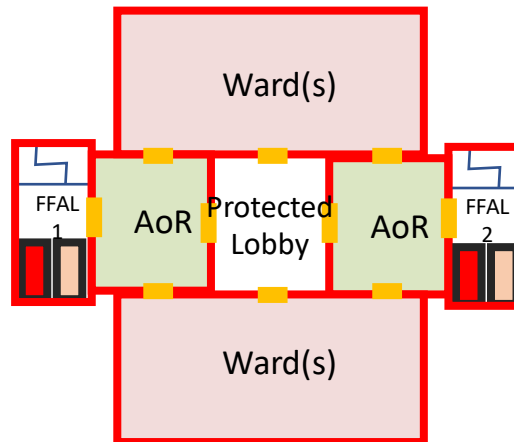 Ward(s)
FFAL
1
AoR
Protected
Lobby
AoR
FFAL
2
Ward(s)